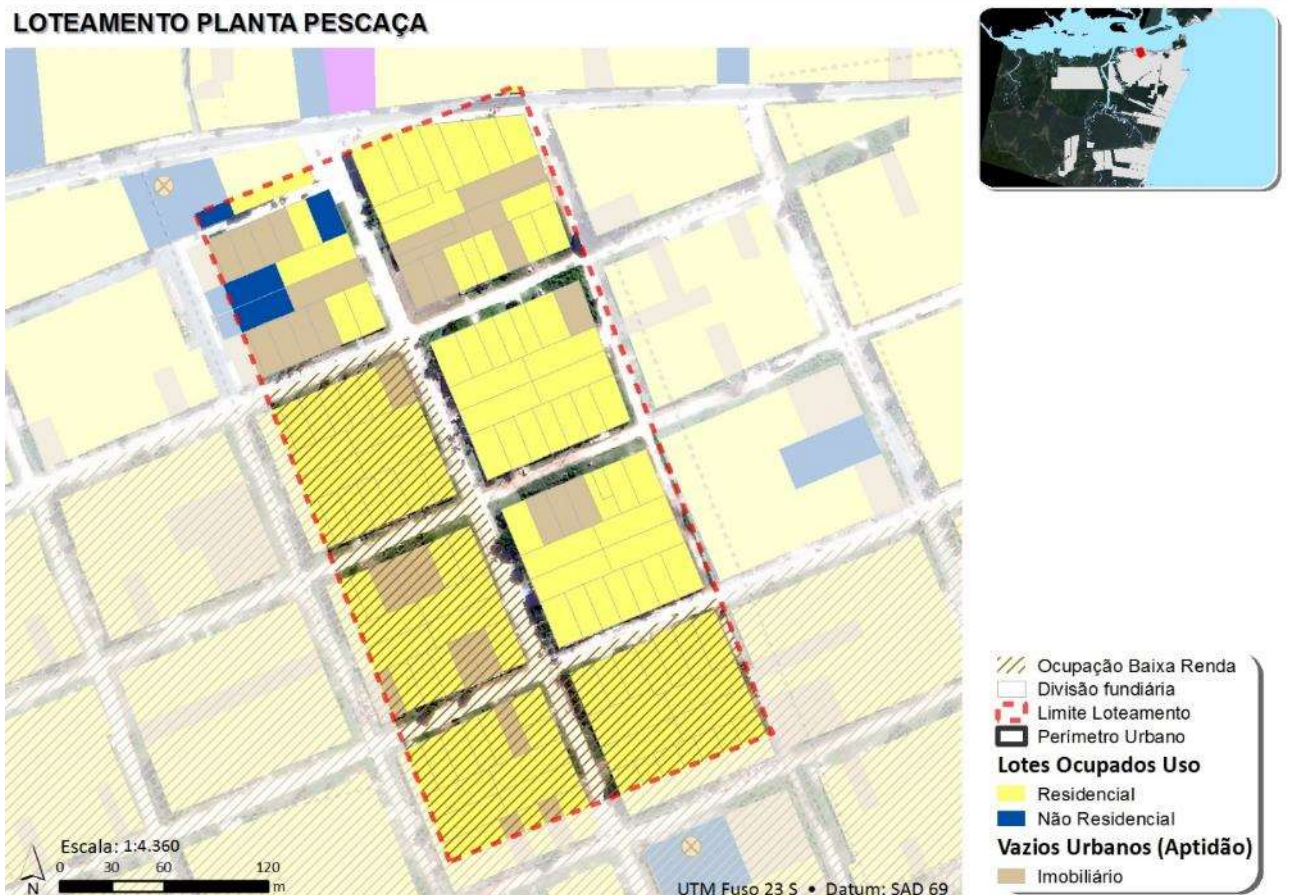 LOTEAMENTO PLANTA PESCAÇA
Ocupação Baixa Renda
Divisão fundiária
Limite Loteamento
Perímetro Urbano
Lotes Ocupados Uso
Residencial
Não Residencial
Vazios Urbanos (Aptidão)
Imobiliário
Escala: 1:4.360
0 30 60 120
m
N
UTM Fuso 23 S • Datum: SAD 69